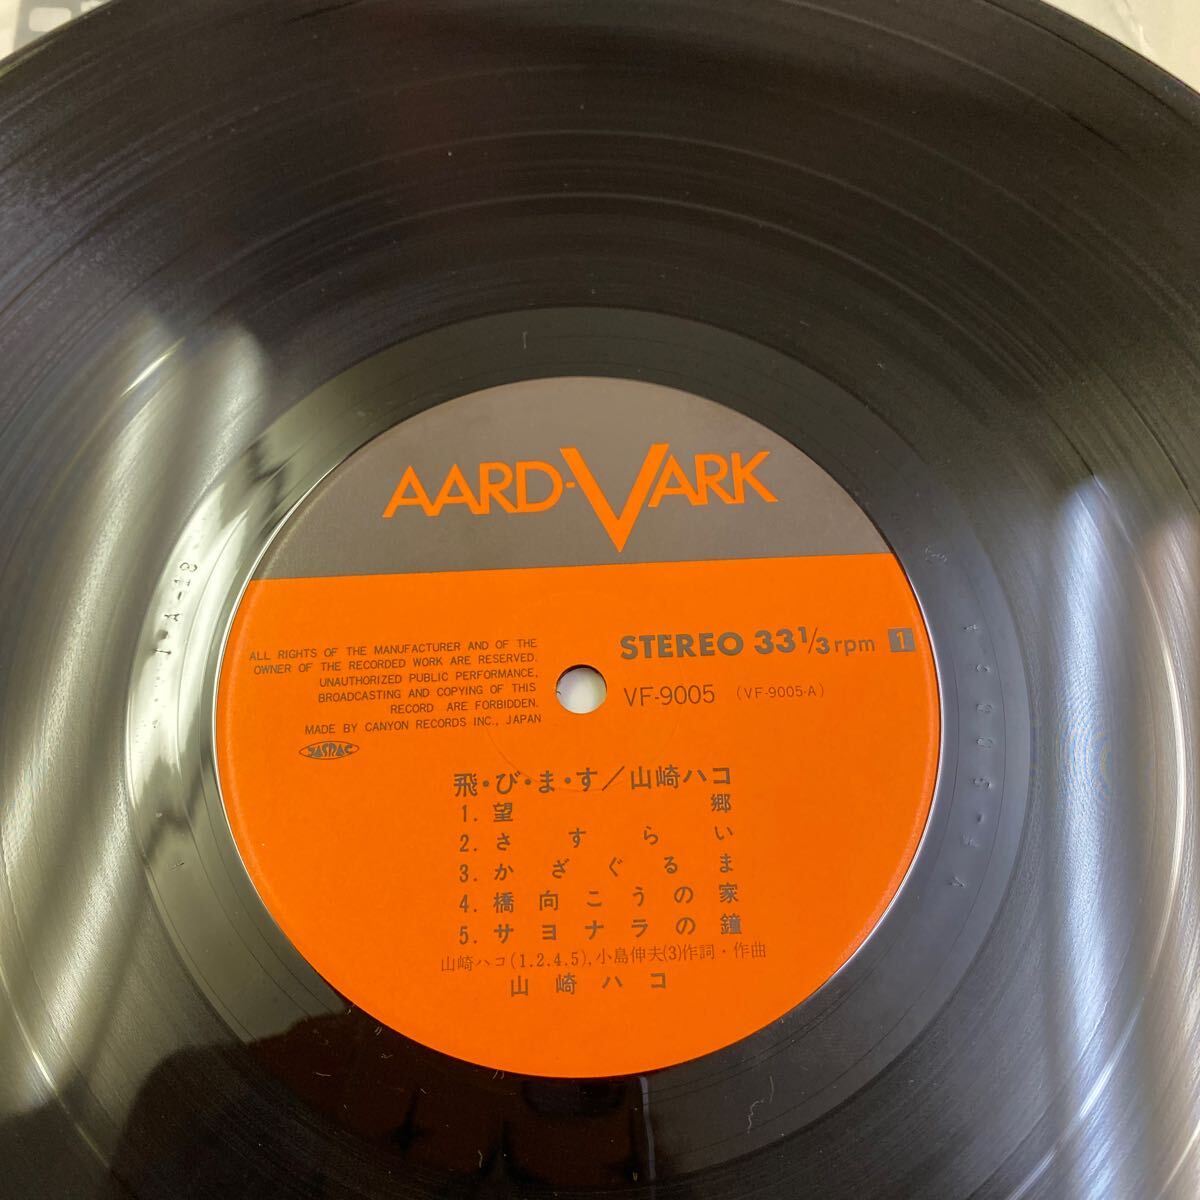 AARD-VARK
ALL RIGHTS OF THE MANUFACTURER AND OF THE
OWNER OF THE RECORDED WORK ARE RESERVED.
UNAUTHORIZED PUBLIC PERFORMANCE,
BROADCASTING AND COPYING OF THIS
RECORD ARE FORBIDDEN.
MADE BY CANYON RECORDS INC., JAPAN
JASRAC
STEREO 33 1/3 rpm 1
VF-9005 (VF-9005-A)
飛・び・ま・す/山崎ハコ
1. 望郷
2. さすらい
3. かざぐるま
4. 橋向こうの家
5. サヨナラの鐘
山崎ハコ(1.2.4.5),小島伸夫(3)作詞・作曲
山崎ハコ
1-A-18